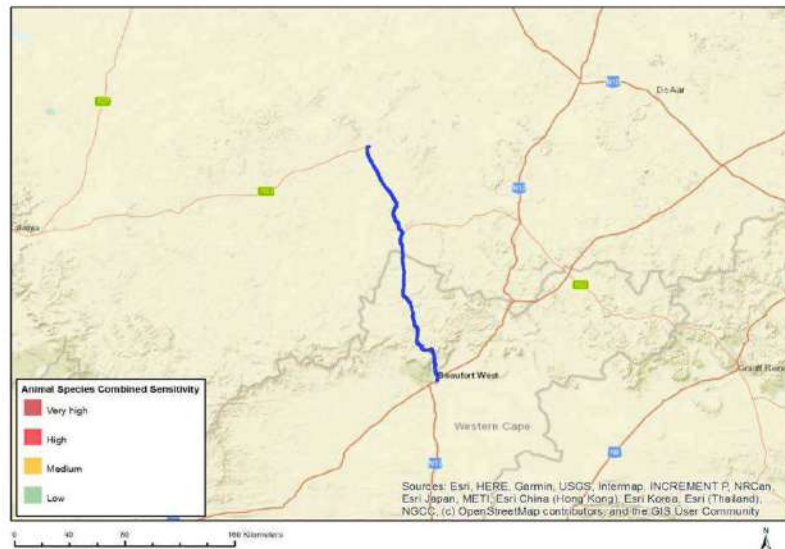 De Aar
Beaufort West
Western Cape
Animal Species Combined Sensitivity
Very high
High
Medium
Low
Sources: Esri, HERE, Garmin, USGS, Intermap, INCREMENT P, NRCan,
Esri Japan, METI, Esri China (Hong Kong), Esri Korea, Esri (Thailand),
NGCC, (c) OpenStreetMap contributors, and the GIS User Community
0
40
80
160 Kilometers
N